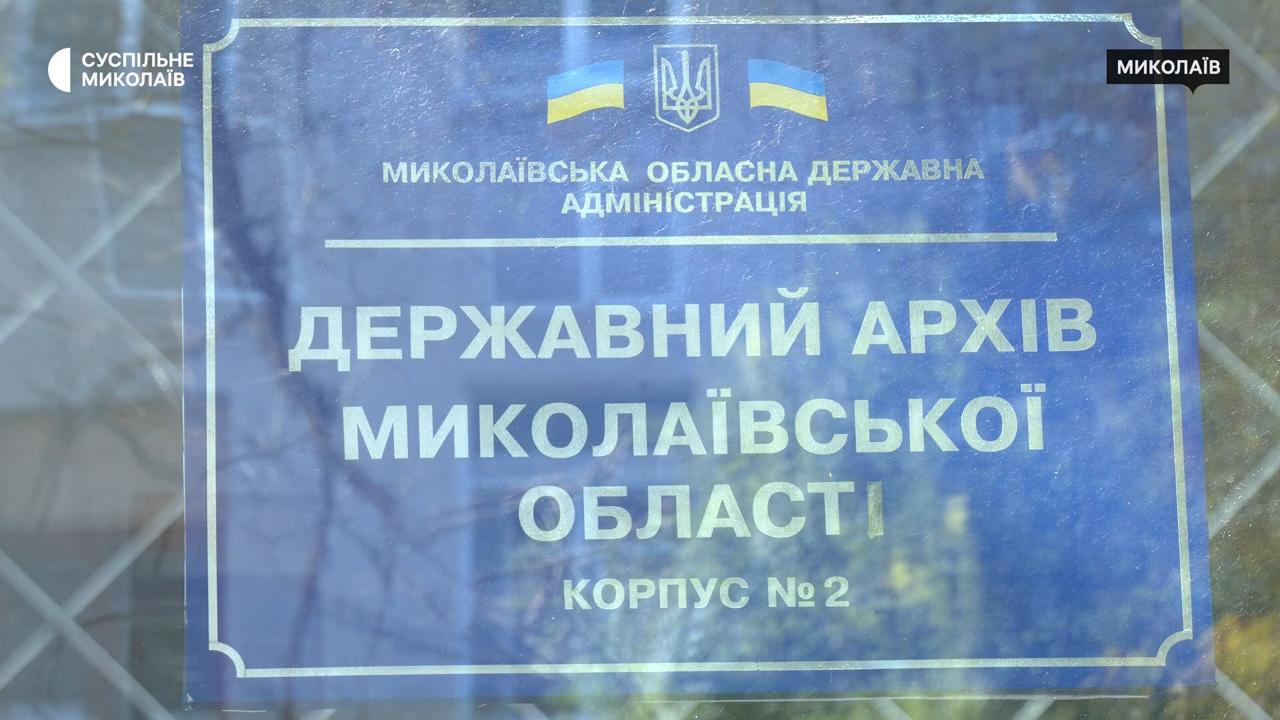 СУСПІЛЬНЕ
МИКОЛАЇВ
МИКОЛАЇВ
МИКОЛАЇВСЬКА ОБЛАСНА ДЕРЖАВНА
АДМІНІСТРАЦІЯ
ДЕРЖАВНИЙ АРХІВ
МИКОЛАЇВСЬКОЇ
ОБЛАСТІ
КОРПУС №2